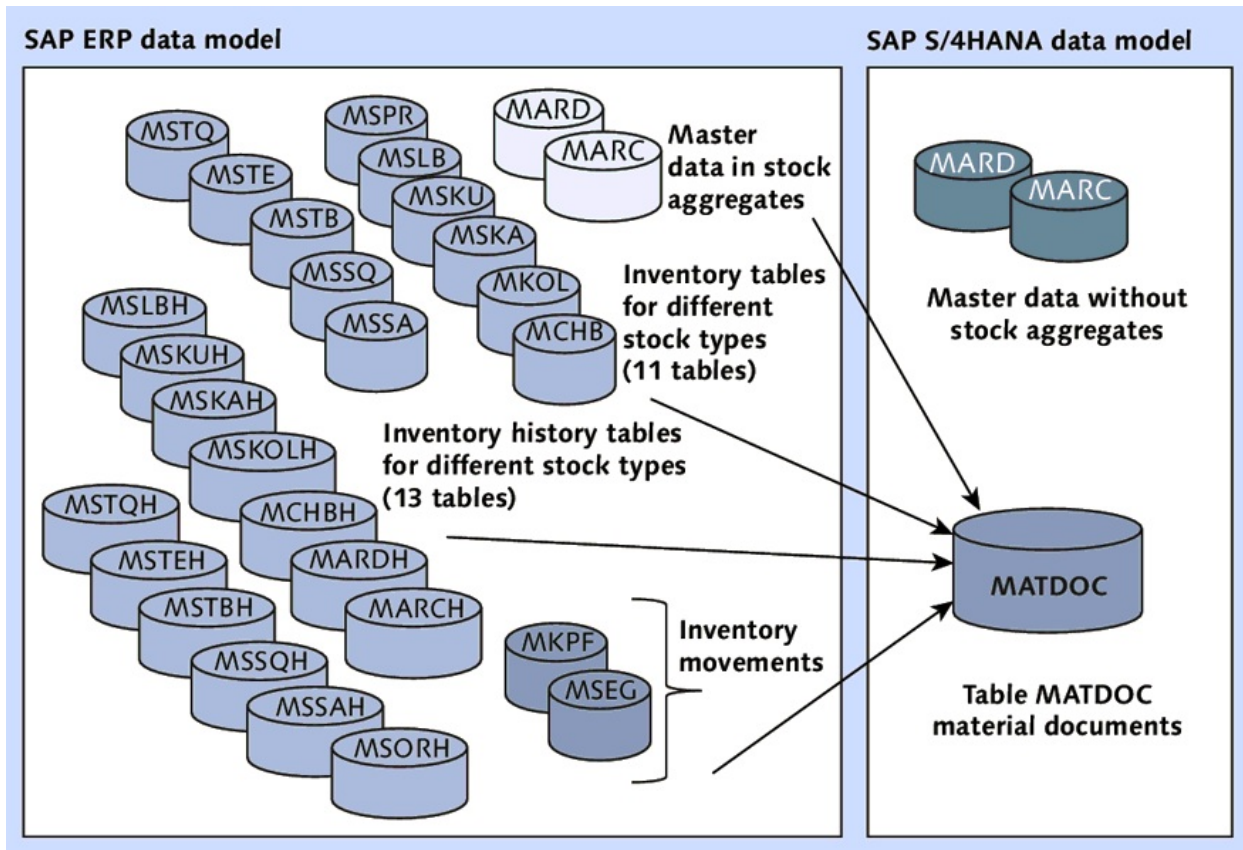 SAP ERP data model
MSTQ
MSTE
MSTB
MSSQ
MSSA
MSPR
MSLB
MSKU
MSKA
MKOL
MCHB
MARD
MARC
Master
data in stock
aggregates
Inventory tables
for different
stock types
(11 tables)
MSLBH
MSKUH
MSKAH
MSKOLH
MCHBH
MARDH
MARCH
Inventory history tables
for different stock types
(13 tables)
MSTQH
MSTEH
MSTBH
MSSQH
MSSAH
MSORH
MKPF
MSEG
Inventory
movements
SAP S/4HANA data model
MARD
MARC
Master data without
stock aggregates
MATDOC
Table MATDOC
material documents